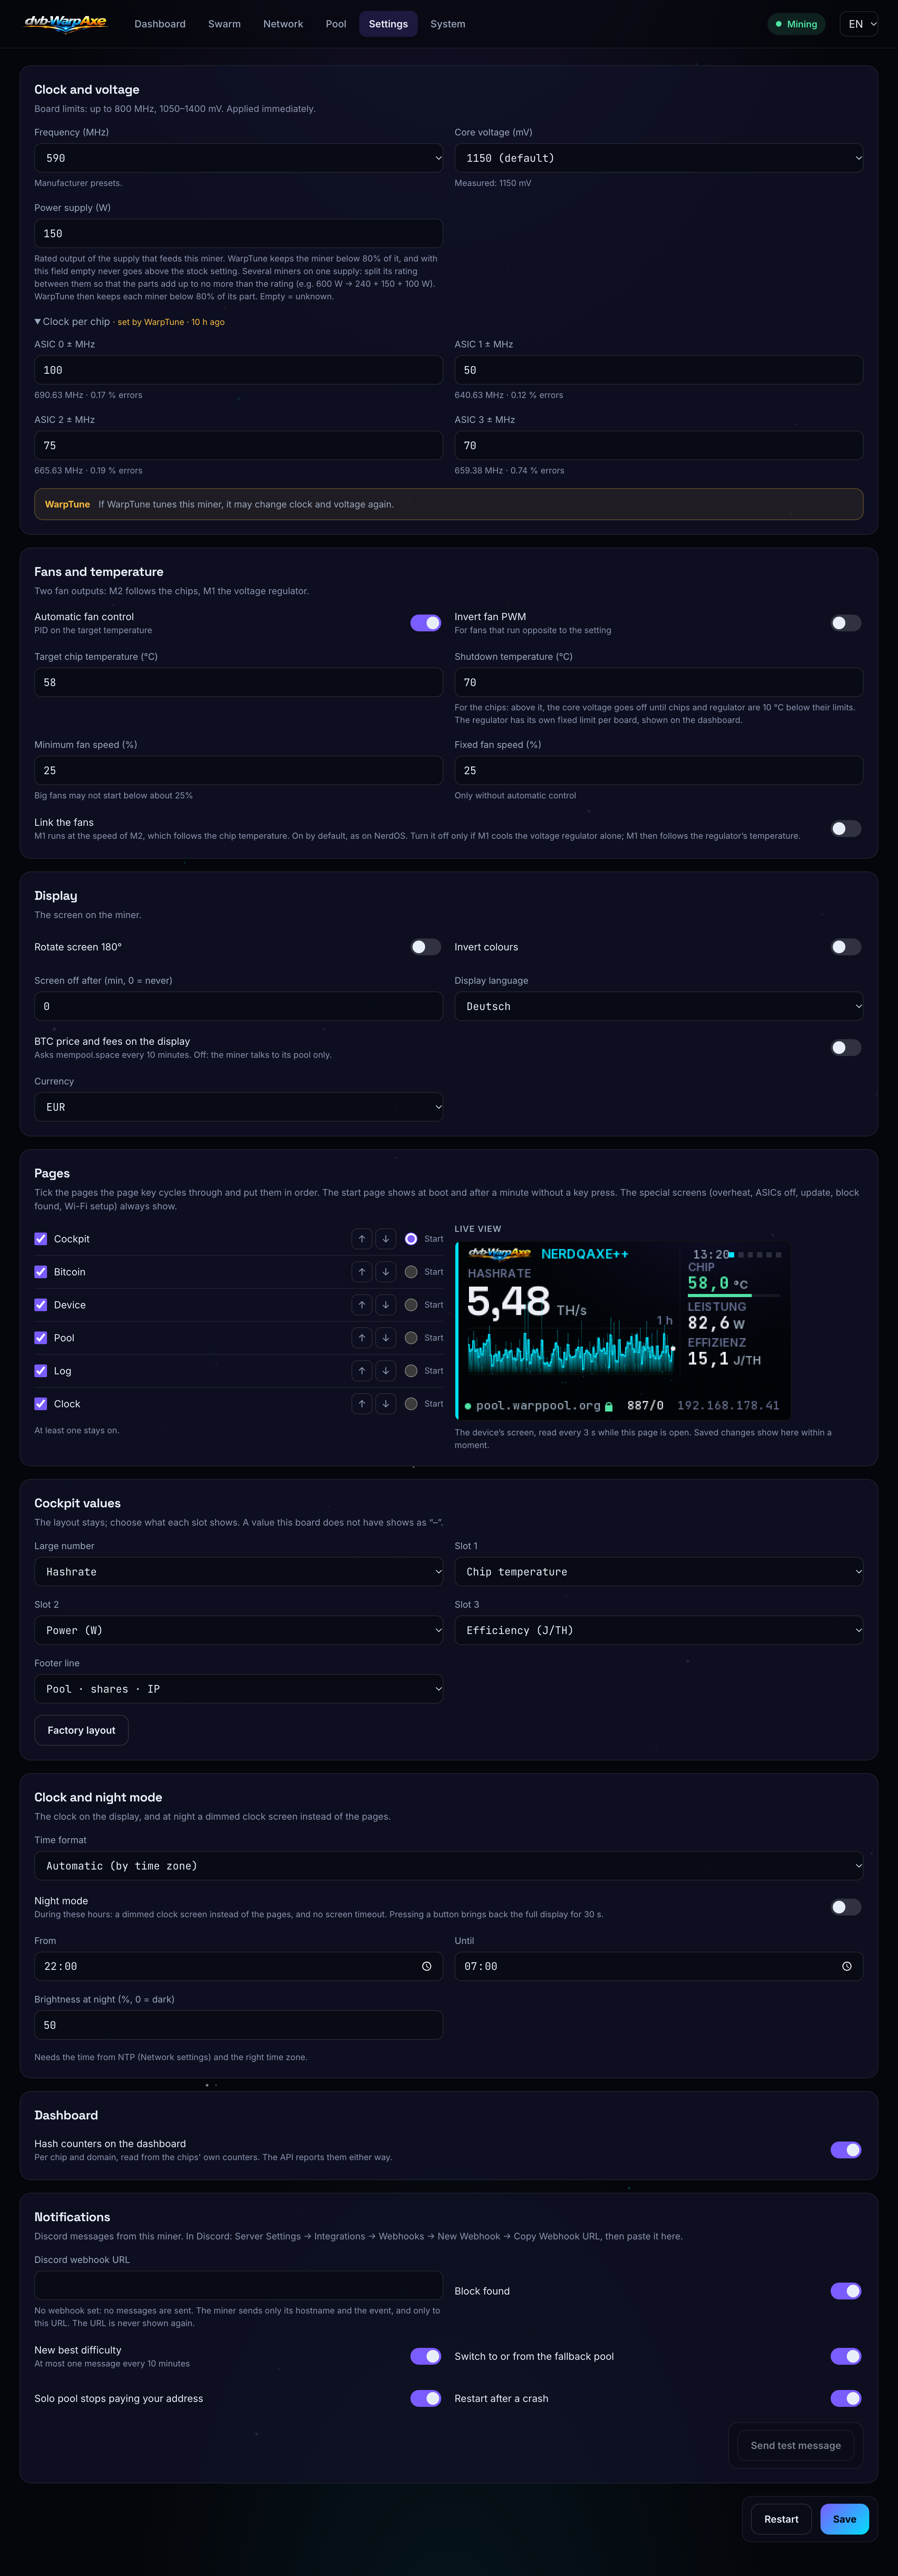 dvb-WarpAxe
Dashboard
Swarm
Network
Pool
Settings
System
Mining
EN
Clock and voltage
Board limits: up to 800 MHz, 1050–1400 mV. Applied immediately.
Frequency (MHz)
590
Manufacturer presets.
Core voltage (mV)
1150 (default)
Measured: 1150 mV
Power supply (W)
150
Rated output of the supply that feeds this miner. WarpTune keeps the miner below 80% of it, and with
this field empty never goes above the stock setting. Several miners on one supply: split its rating
between them so that the parts add up to no more than the rating (e.g. 600 W → 240 + 150 + 100 W).
WarpTune then keeps each miner below 80% of its part. Empty = unknown.
▼ Clock per chip · set by WarpTune · 10 h ago
ASIC 0 ± MHz
100
690.63 MHz · 0.17 % errors
ASIC 1 ± MHz
50
640.63 MHz · 0.12 % errors
ASIC 2 ± MHz
75
665.63 MHz · 0.19 % errors
ASIC 3 ± MHz
70
659.38 MHz · 0.74 % errors
WarpTune If WarpTune tunes this miner, it may change clock and voltage again.
Fans and temperature
Two fan outputs: M2 follows the chips, M1 the voltage regulator.
Automatic fan control
PID on the target temperature
Invert fan PWM
For fans that run opposite to the setting
Target chip temperature (°C)
58
Shutdown temperature (°C)
70
For the chips: above it, the core voltage goes off until chips and regulator are 10 °C below their limits.
The regulator has its own fixed limit per board, shown on the dashboard.
Minimum fan speed (%)
25
Big fans may not start below about 25%
Fixed fan speed (%)
25
Only without automatic control
Link the fans
M1 runs at the speed of M2, which follows the chip temperature. On by default, as on NerdOS. Turn it off only if M1 cools the voltage regulator alone; M1 then follows the regulator's temperature.
Display
The screen on the miner.
Rotate screen 180°
Invert colours
Screen off after (min, 0 = never)
0
Display language
Deutsch
BTC price and fees on the display
Asks mempool.space every 10 minutes. Off: the miner talks to its pool only.
Currency
EUR
Pages
Tick the pages the page key cycles through and put them in order. The start page shows at boot and after a minute without a key press. The special screens (overheat, ASICs off, update, block
found, Wi-Fi setup) always show.
Cockpit ↑ ↓ Start
Bitcoin ↑ ↓ Start
Device ↑ ↓ Start
Pool ↑ ↓ Start
Log ↑ ↓ Start
Clock ↑ ↓ Start
At least one stays on.
LIVE VIEW
dvb-WarpAxe NERDQAXE++ 13:20
HASHRATE
5,48 TH/s
1 h
CHIP
58,0 °C
LEISTUNG
82,6 W
EFFIZIENZ
15,1 J/TH
pool.warppool.org 887/0 192.168.178.41
The device's screen, read every 3 s while this page is open. Saved changes show here within a
moment.
Cockpit values
The layout stays; choose what each slot shows. A value this board does not have shows as “–”.
Large number
Hashrate
Slot 1
Chip temperature
Slot 2
Power (W)
Slot 3
Efficiency (J/TH)
Footer line
Pool · shares · IP
Factory layout
Clock and night mode
The clock on the display, and at night a dimmed clock screen instead of the pages.
Time format
Automatic (by time zone)
Night mode
During these hours: a dimmed clock screen instead of the pages, and no screen timeout. Pressing a button brings back the full display for 30 s.
From
22:00
Until
07:00
Brightness at night (%, 0 = dark)
50
Needs the time from NTP (Network settings) and the right time zone.
Dashboard
Hash counters on the dashboard
Per chip and domain, read from the chips' own counters. The API reports them either way.
Notifications
Discord messages from this miner. In Discord: Server Settings → Integrations → Webhooks → New Webhook → Copy Webhook URL, then paste it here.
Discord webhook URL
No webhook set: no messages are sent. The miner sends only its hostname and the event, and only to
this URL. The URL is never shown again.
Block found
New best difficulty
At most one message every 10 minutes
Switch to or from the fallback pool
Solo pool stops paying your address
Restart after a crash
Send test message
Restart
Save